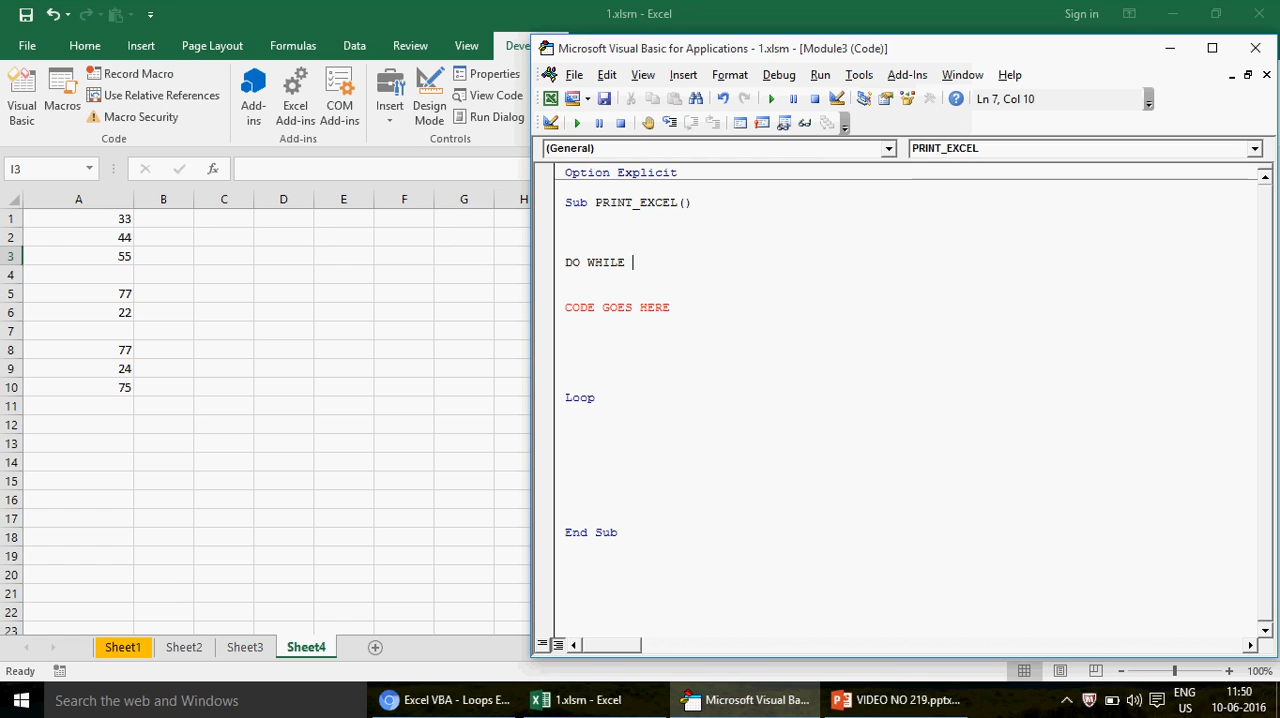 1.xlsm - Excel
Sign in
File Home Insert Page Layout Formulas Data Review View Deve
Microsoft Visual Basic for Applications - 1.xlsm - [Module3 (Code)]
File Edit View Insert Format Debug Run Tools Add-Ins Window Help
Visual Basic
Macros
Record Macro
Use Relative References
Macro Security
Code
Add-ins
Excel Add-ins
COM Add-ins
Add-ins
Insert
Design Mode
Properties
View Code
Run Dialog
Controls
Ln 7, Col 10
I3
fx
(General)
PRINT_EXCEL
A B C D E F G H
1 33
2 44
3 55
4
5 77
6 22
7
8 77
9 24
10 75
11
12
13
14
15
16
17
18
19
20
21
22
23
Option Explicit
Sub PRINT_EXCEL()
DO WHILE
CODE GOES HERE
Loop
End Sub
Sheet1 Sheet2 Sheet3 Sheet4
Ready
100%
Search the web and Windows
Excel VBA - Loops E...
1.xlsm - Excel
Microsoft Visual Ba...
VIDEO NO 219.pptx...
ENG
US
11:50
10-06-2016